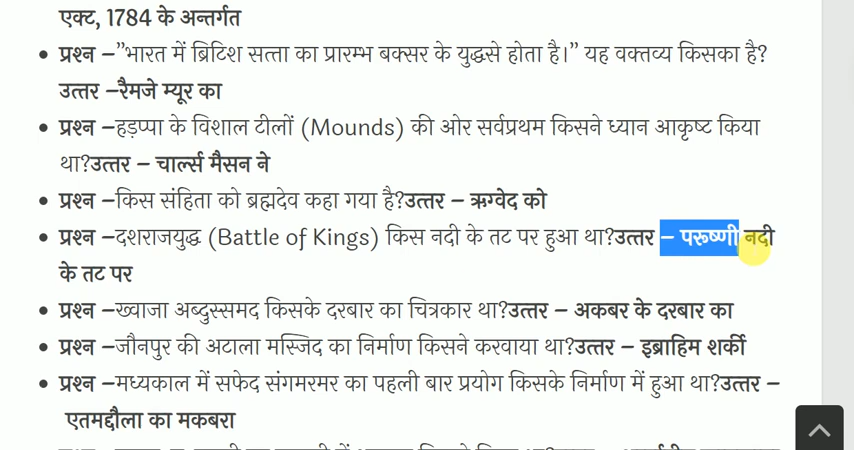 एक्ट, 1784 के अन्तर्गत
प्रश्न –”भारत में ब्रिटिश सत्ता का प्रारम्भ बक्सर के युद्धसे होता है।” यह वक्तव्य किसका है?
उत्तर –रैमजे म्यूर का
प्रश्न –हड़प्पा के विशाल टीलों (Mounds) की ओर सर्वप्रथम किसने ध्यान आकृष्ट किया
था?उत्तर – चार्ल्स मैसन ने
प्रश्न –किस संहिता को ब्रह्मदेव कहा गया है?उत्तर – ऋग्वेद को
प्रश्न –दशराजयुद्ध (Battle of Kings) किस नदी के तट पर हुआ था?उत्तर – परूष्णी नदी
के तट पर
प्रश्न –ख्वाजा अब्दुस्समद किसके दरबार का चित्रकार था?उत्तर – अकबर के दरबार का
प्रश्न –जौनपुर की अटाला मस्जिद का निर्माण किसने करवाया था?उत्तर – इब्राहिम शर्की
प्रश्न –मध्यकाल में सफेद संगमरमर का पहली बार प्रयोग किसके निर्माण में हुआ था?उत्तर –
एतमद्दौला का मकबरा